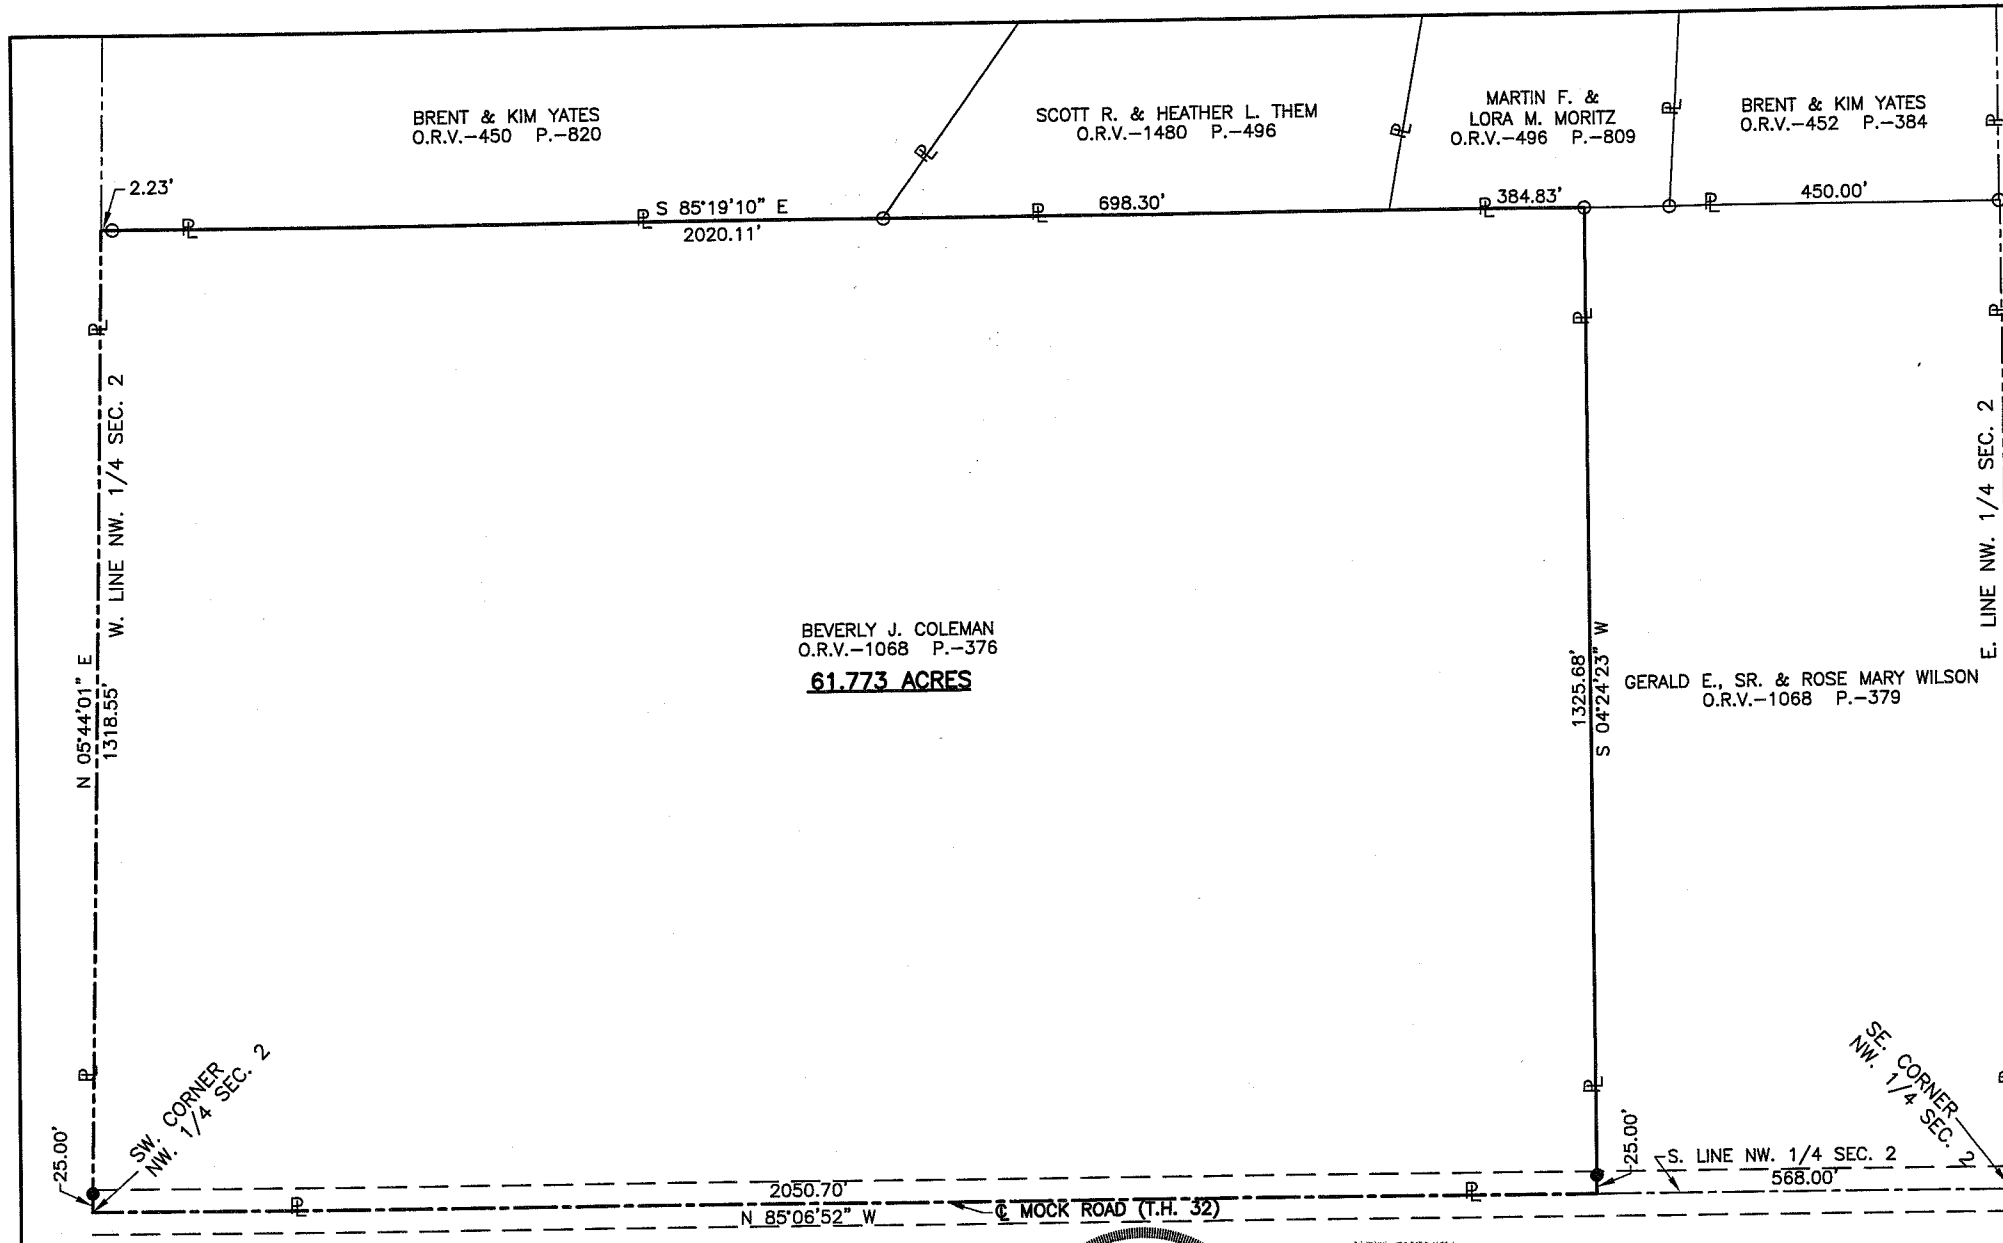 BRENT & KIM YATES
O.R.V.-450 P.-820
SCOTT R. & HEATHER L. THEM
O.R.V.-1480 P.-496
MARTIN F. &
LORA M. MORITZ
O.R.V.-496 P.-809
BRENT & KIM YATES
O.R.V.-452 P.-384
2.23'
S 85°19'10" E
2020.11'
698.30'
384.83'
450.00'
W. LINE NW. 1/4 SEC. 2
N 05°44'01" E
1318.55'
BEVERLY J. COLEMAN
O.R.V.-1068 P.-376
61.773 ACRES
1325.68'
S 04°24'23" W
GERALD E., SR. & ROSE MARY WILSON
O.R.V.-1068 P.-379
E. LINE NW. 1/4 SEC. 2
SW. CORNER
NW. 1/4 SEC. 2
25.00'
SE. CORNER
NW. 1/4 SEC. 2
25.00'
S. LINE NW. 1/4 SEC. 2
568.00'
2050.70'
N 85°06'52" W
MOCK ROAD (T.H. 32)